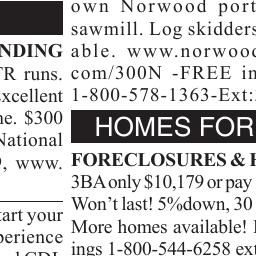 NDING
TR runs.
Excellent
ne. $300
National
www.
tart your
perience
own Norwood port
sawmill. Log skidders
able. www.norwood
com/300N -FREE in
1-800-578-1363-Ext:
HOMES FOR
FORECLOSURES &
3BA only $10,179 or pay
Won't last! 5%down, 30
More homes available!
ings 1-800-544-6258 ext